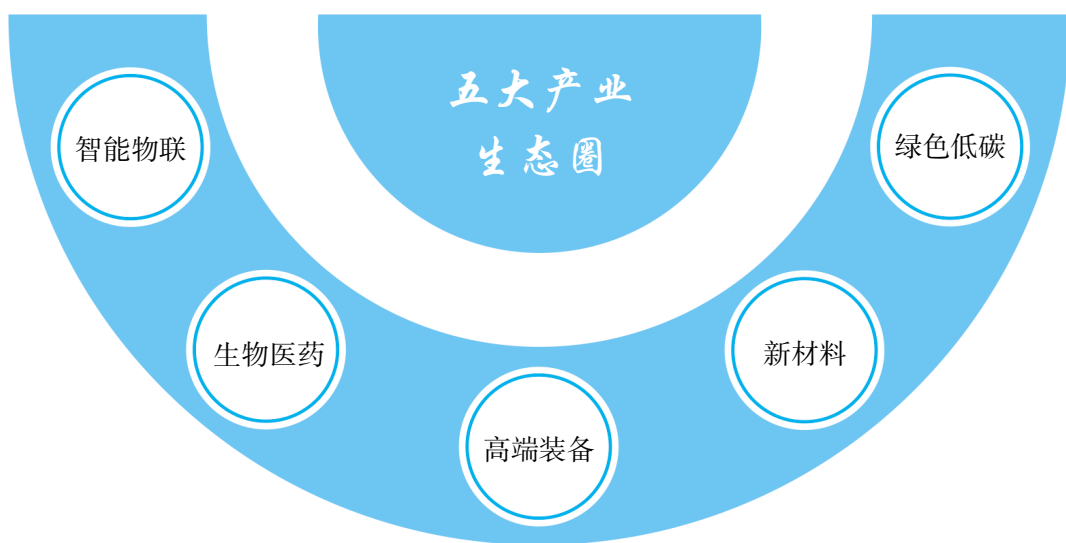 五大产业
生态圈
智能物联
绿色低碳
生物医药
新材料
高端装备